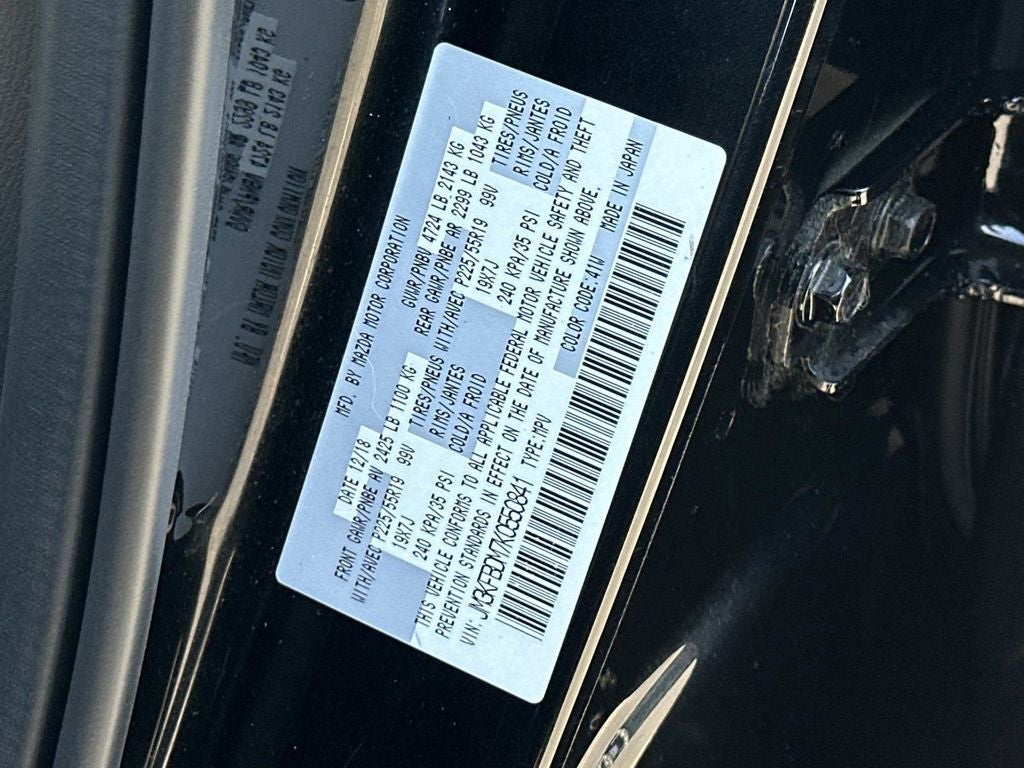 MFD. BY MAZDA MOTOR CORPORATION
DATE 12/18 GVWR/PNBV 4724 LB 2143 KG
FRONT GAWR/PNBE AV 2425 LB 1100 KG REAR GAWR/PNBE AR 2299 LB 1043 KG
WITH/AVEC P225/55R19 99V TIRES/PNEUS WITH/AVEC P225/55R19 99V TIRES/PNEUS
19X7J RIMS/JANTES 19X7J RIMS/JANTES
240 KPA/35 PSI COLD/A FROID 240 KPA/35 PSI COLD/A FROID
THIS VEHICLE CONFORMS TO ALL APPLICABLE FEDERAL MOTOR VEHICLE SAFETY AND THEFT
PREVENTION STANDARDS IN EFFECT ON THE DATE OF MANUFACTURE SHOWN ABOVE.
VIN: JM3KFBDM7K0550841 TYPE:MPV COLOR CODE:41W MADE IN JAPAN